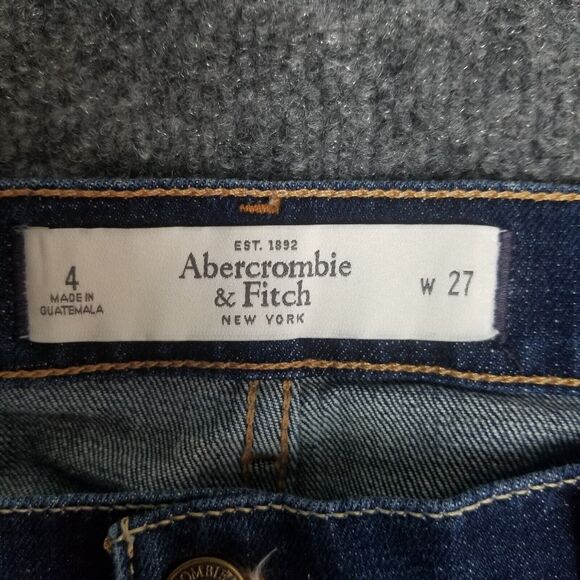 4
MADE IN
GUATEMALA
EST. 1892
Abercrombie
& Fitch
NEW YORK
W 27